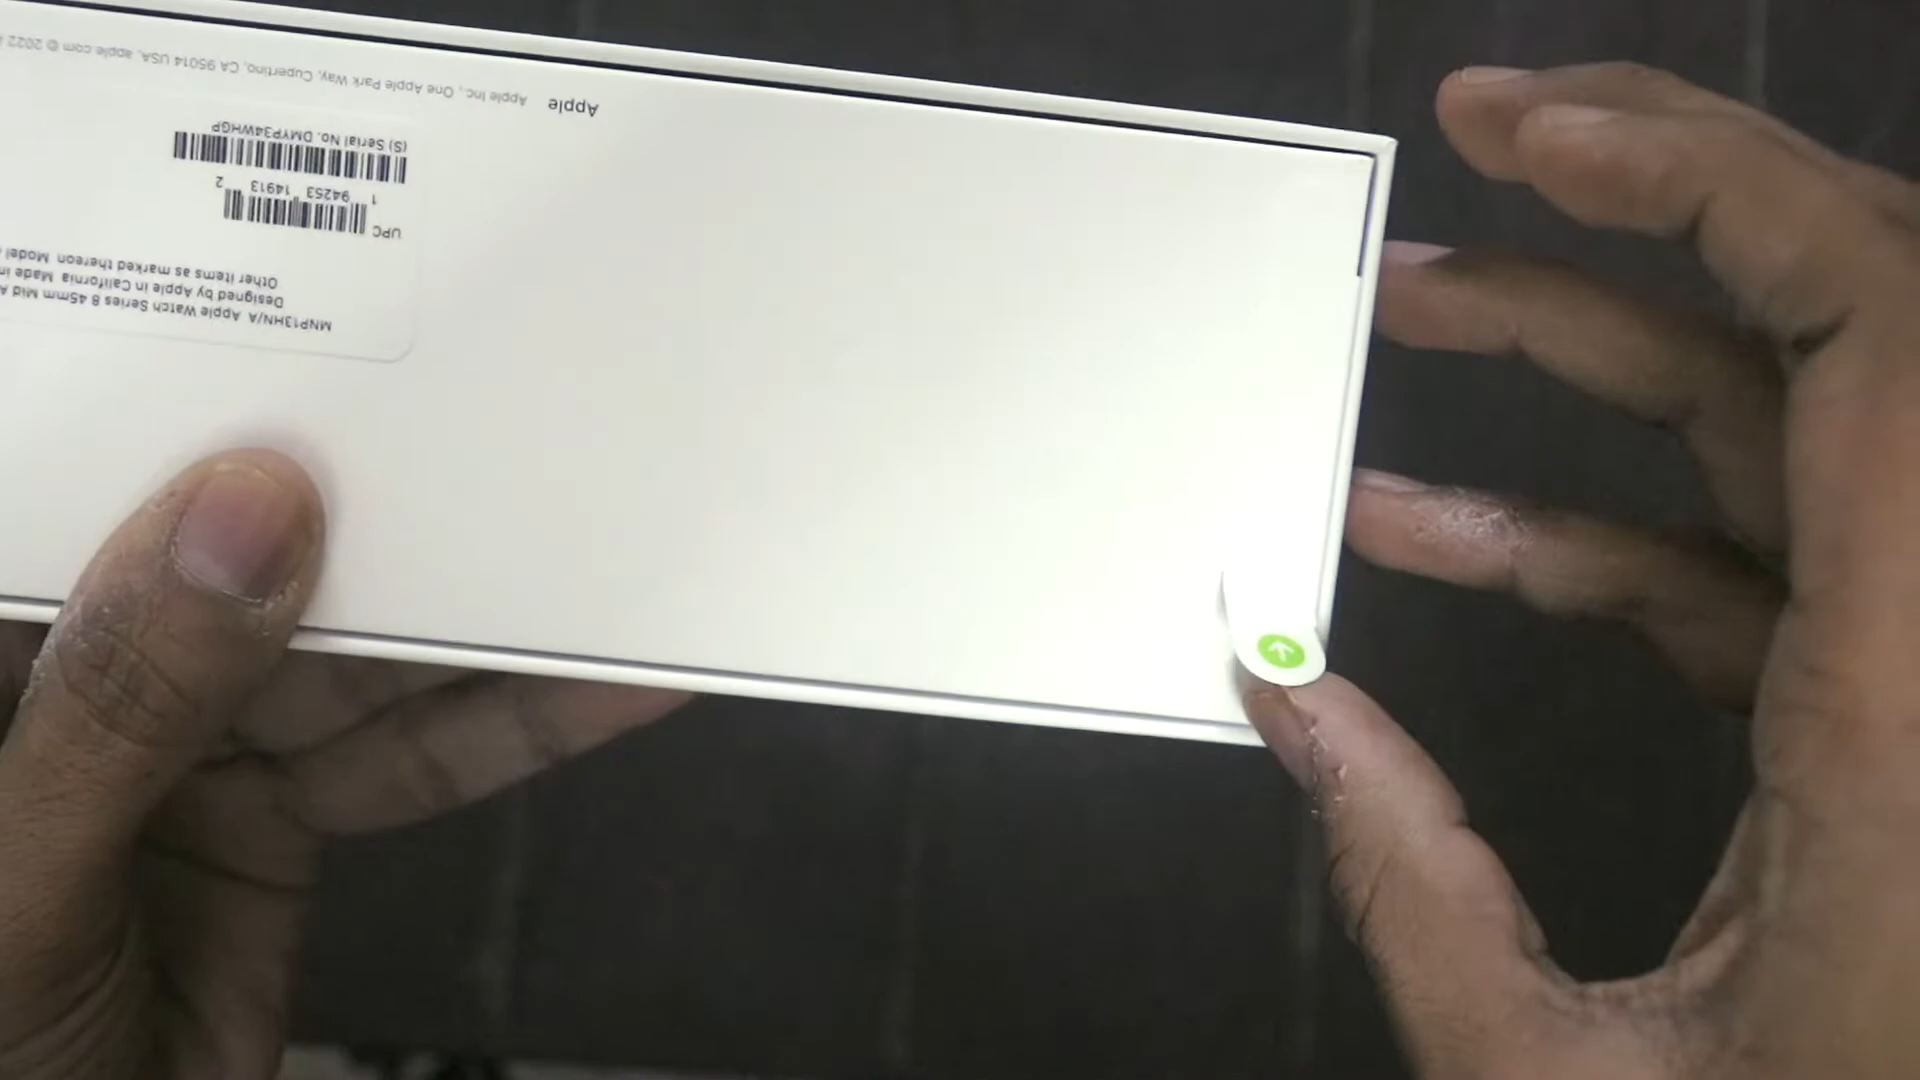 MNP13HN/A Apple Watch Series 8 45mm Mid
Designed by Apple in California Made in
Other items as marked thereon Model
UPC
1 94253 14913 2
(S) Serial No. DMYP34WHGP
Apple Apple Inc., One Apple Park Way, Cupertino, CA 95014 USA. apple.com © 2022